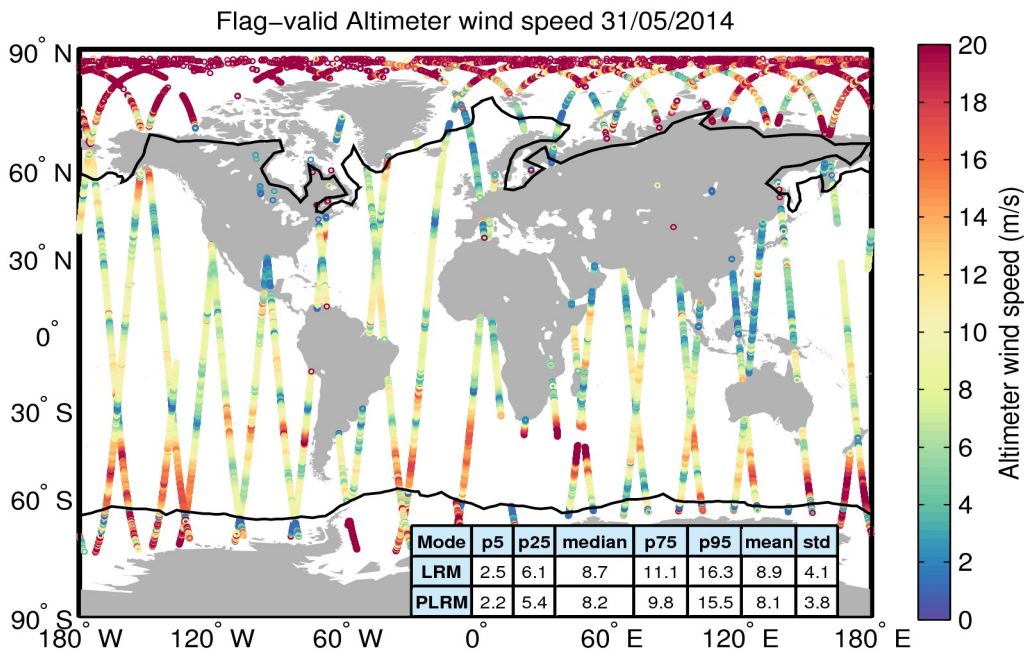 Flag−valid Altimeter wind speed 31/05/2014
90° N
60° N
30° N
0°
30° S
60° S
90° S
180° W
120° W
60° W
0°
60° E
120° E
180° E
Mode p5 p25 median p75 p95 mean std
LRM 2.5 6.1 8.7 11.1 16.3 8.9 4.1
PLRM 2.2 5.4 8.2 9.8 15.5 8.1 3.8
20
18
16
14
12
10
8
6
4
2
0
Altimeter wind speed (m/s)